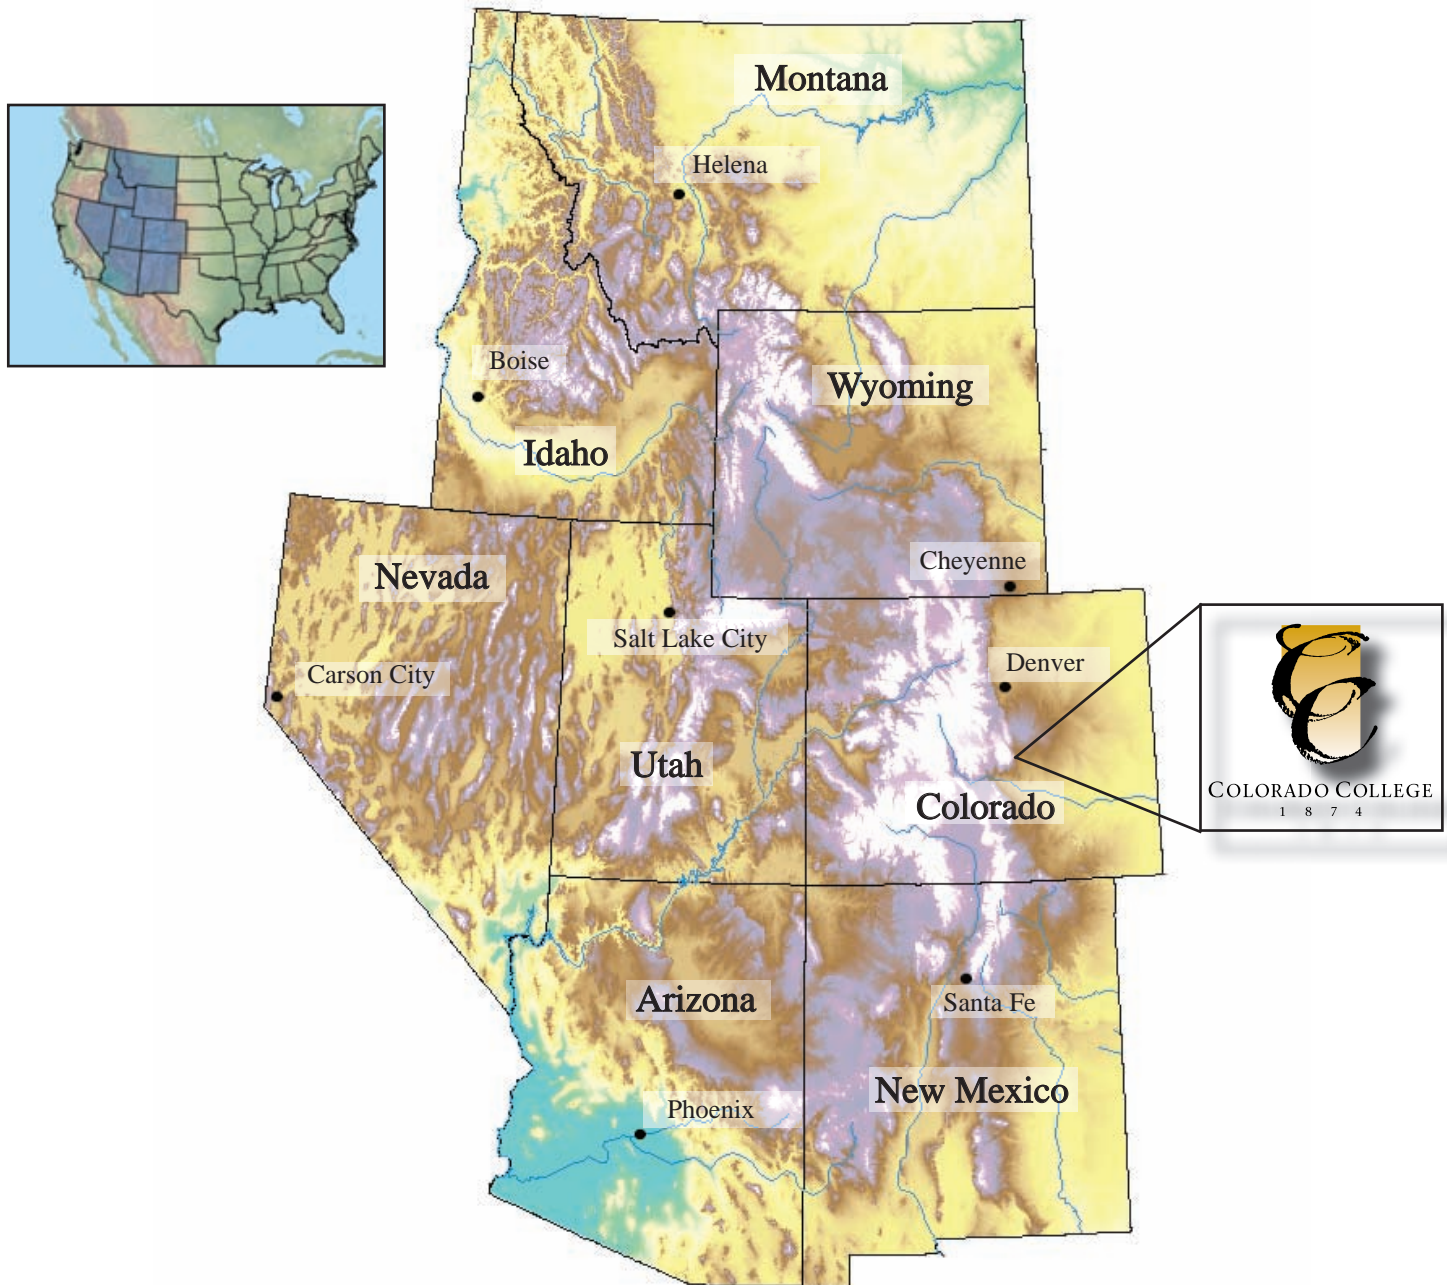 Montana
Helena
Boise
Wyoming
Idaho
Cheyenne
Nevada
Salt Lake City
Denver
Carson City
Utah
Colorado
COLORADO COLLEGE
1 8 7 4
Arizona
Santa Fe
New Mexico
Phoenix